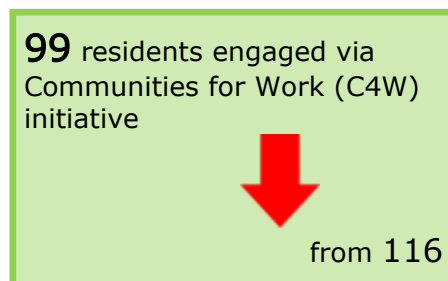 99 residents engaged via
Communities for Work (C4W)
initiative
from 116